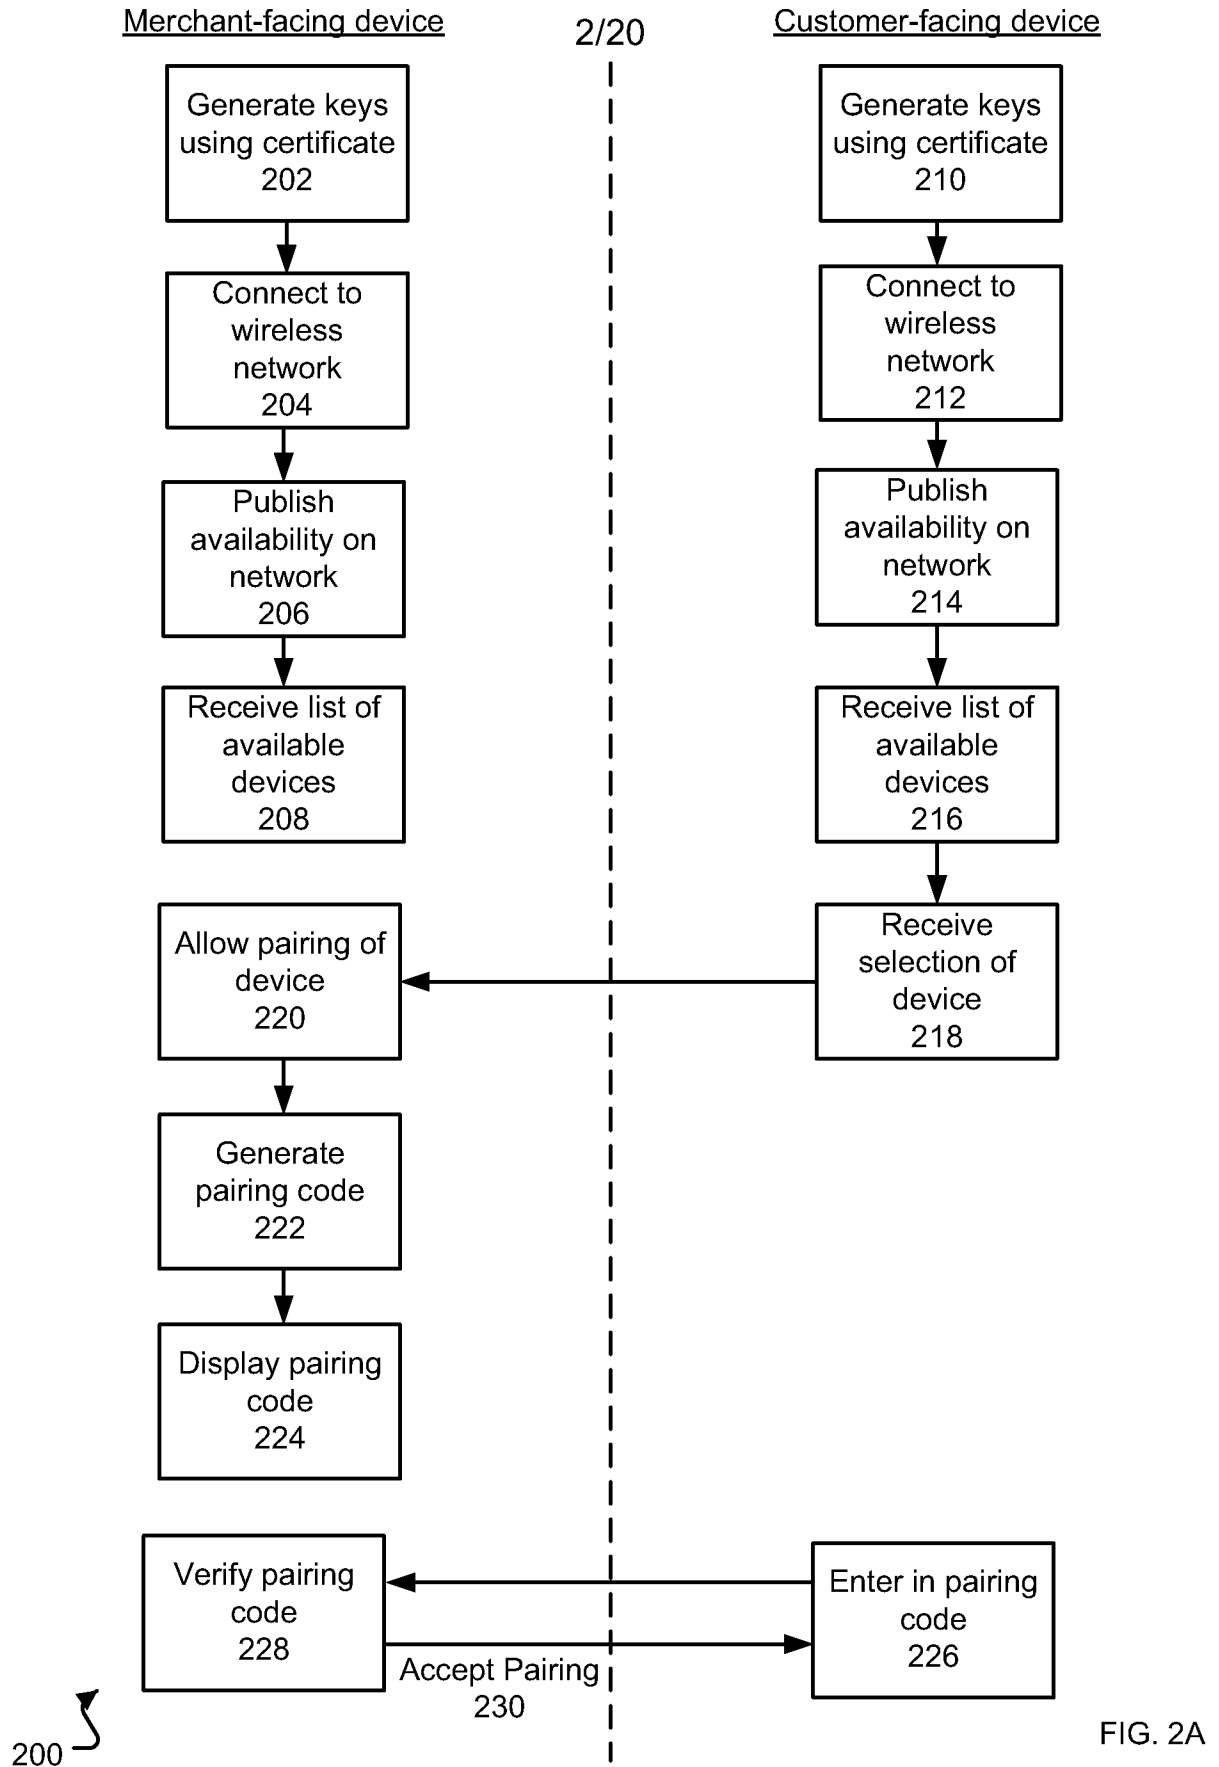 Merchant-facing device
2/20
Customer-facing device
Generate keys
using certificate
202
Connect to
wireless
network
204
Publish
availability on
network
206
Receive list of
available
devices
208
Generate keys
using certificate
210
Connect to
wireless
network
212
Publish
availability on
network
214
Receive list of
available
devices
216
Receive
selection of
device
218
Allow pairing of
device
220
Generate
pairing code
222
Display pairing
code
224
Enter in pairing
code
226
Verify pairing
code
228
Accept Pairing
230
200
FIG. 2A